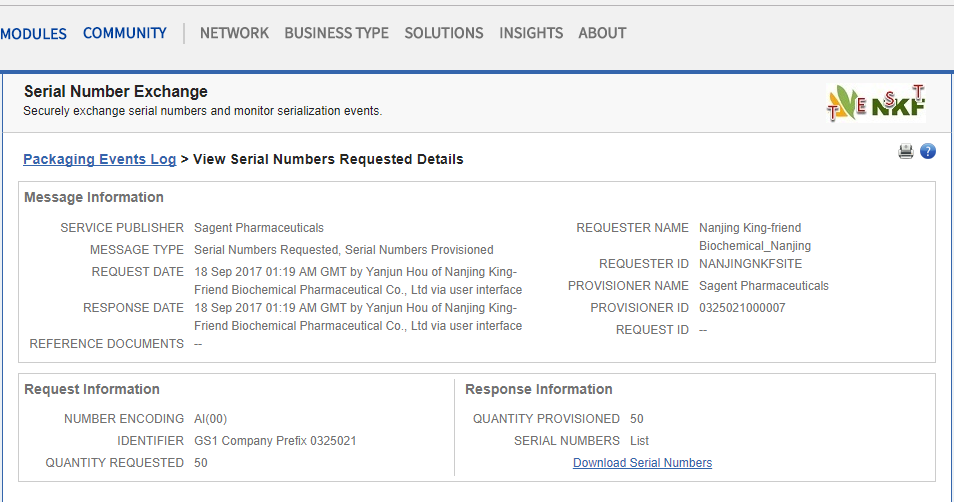 MODULES COMMUNITY NETWORK BUSINESS TYPE SOLUTIONS INSIGHTS ABOUT
Serial Number Exchange
Securely exchange serial numbers and monitor serialization events.
TEST NKF
Packaging Events Log > View Serial Numbers Requested Details
?
Message Information
SERVICE PUBLISHER Sagent Pharmaceuticals
MESSAGE TYPE Serial Numbers Requested, Serial Numbers Provisioned
REQUEST DATE 18 Sep 2017 01:19 AM GMT by Yanjun Hou of Nanjing King-
Friend Biochemical Pharmaceutical Co., Ltd via user interface
RESPONSE DATE 18 Sep 2017 01:19 AM GMT by Yanjun Hou of Nanjing King-
Friend Biochemical Pharmaceutical Co., Ltd via user interface
REFERENCE DOCUMENTS --
REQUESTER NAME Nanjing King-friend
Biochemical_Nanjing
REQUESTER ID NANJINGNKFSITE
PROVISIONER NAME Sagent Pharmaceuticals
PROVISIONER ID 0325021000007
REQUEST ID --
Request Information
NUMBER ENCODING AI(00)
IDENTIFIER GS1 Company Prefix 0325021
QUANTITY REQUESTED 50
Response Information
QUANTITY PROVISIONED 50
SERIAL NUMBERS List
Download Serial Numbers